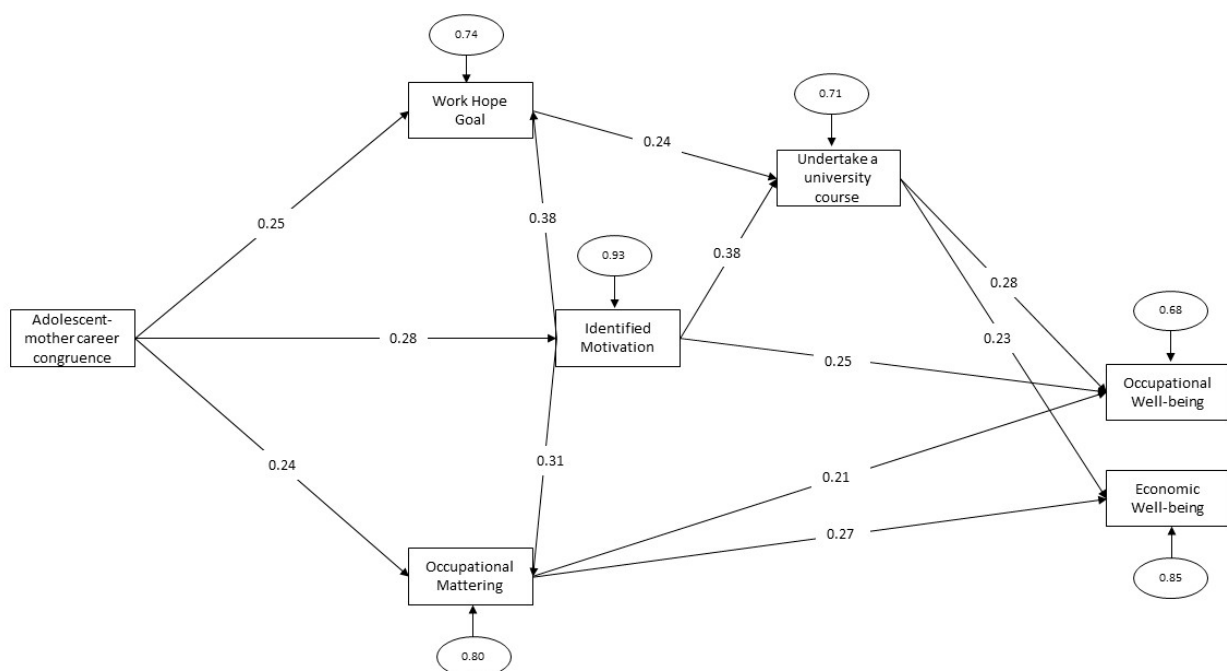 0.74
Work Hope
Goal
0.71
0.24
Undertake a
university
course
0.25
0.38
0.93
0.38
Adolescent-
mother career
congruence
0.28
Identified
Motivation
0.28
0.23
0.68
0.25
Occupational
Well-being
0.24
0.31
0.21
Economic
Well-being
0.27
Occupational
Mattering
0.85
0.80